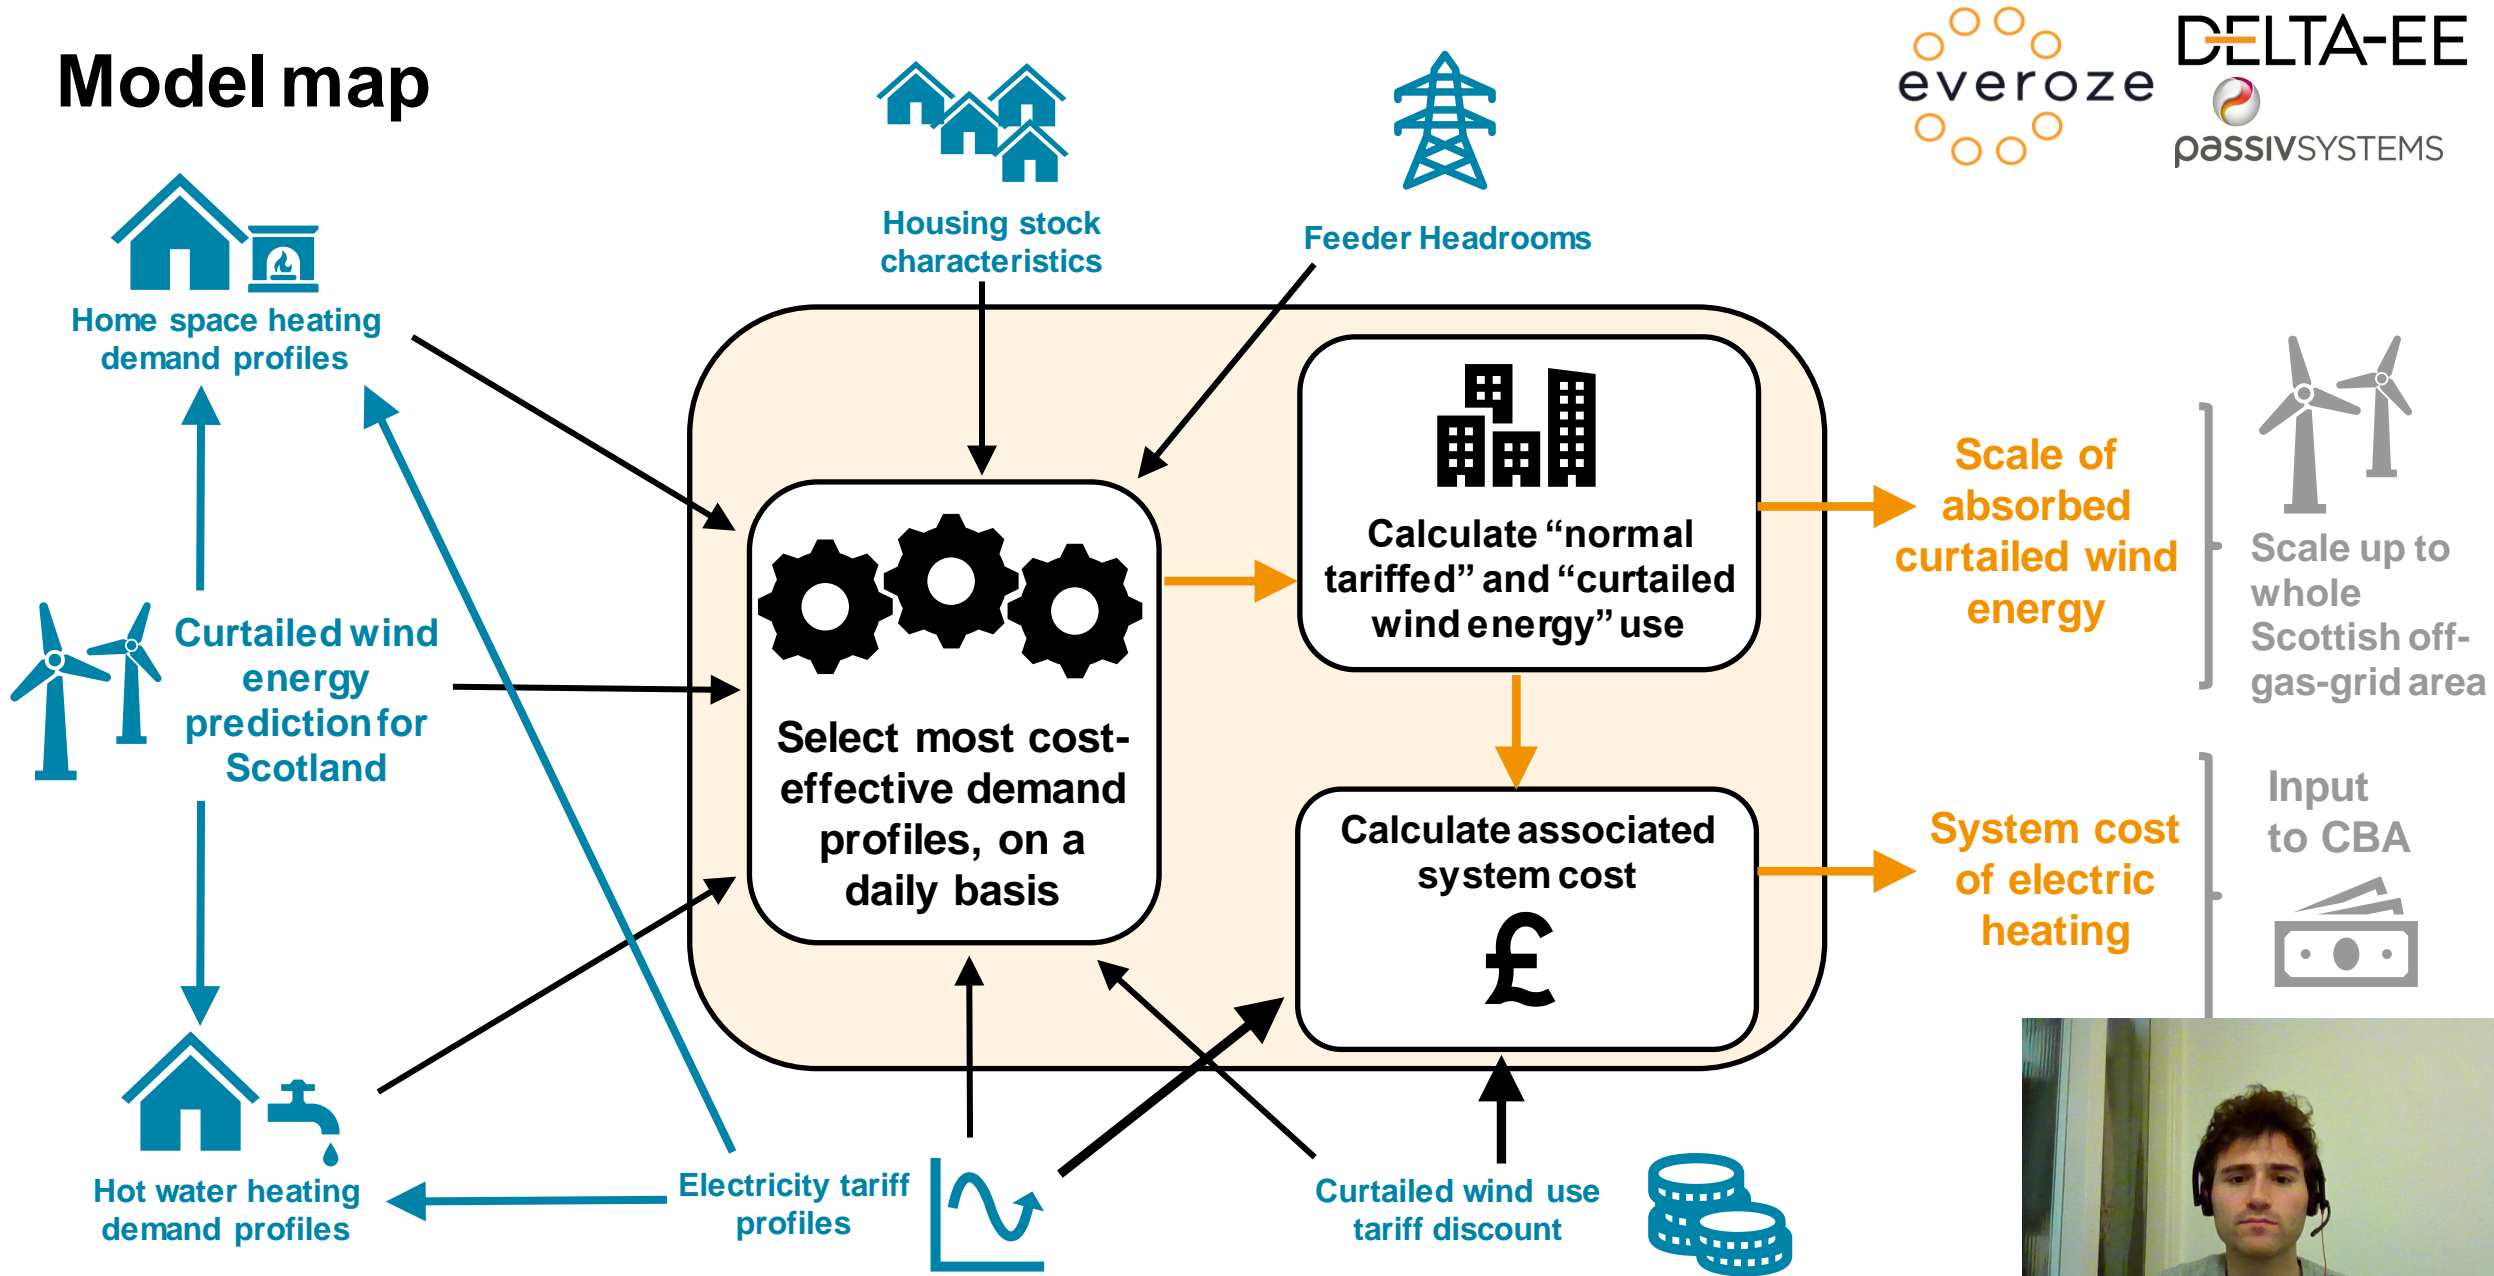 Model map
everoze
DELTA-EE
passivSYSTEMS
Housing stock
characteristics
Feeder Headrooms
Home space heating
demand profiles
Curtailed wind
energy
prediction for
Scotland
Hot water heating
demand profiles
Electricity tariff
profiles
Curtailed wind use
tariff discount
Select most cost-
effective demand
profiles, on a
daily basis
Calculate “normal
tariffed” and “curtailed
wind energy” use
Calculate associated
system cost
£
Scale of
absorbed
curtailed wind
energy
System cost
of electric
heating
Scale up to
whole
Scottish off-
gas-grid area
Input
to CBA